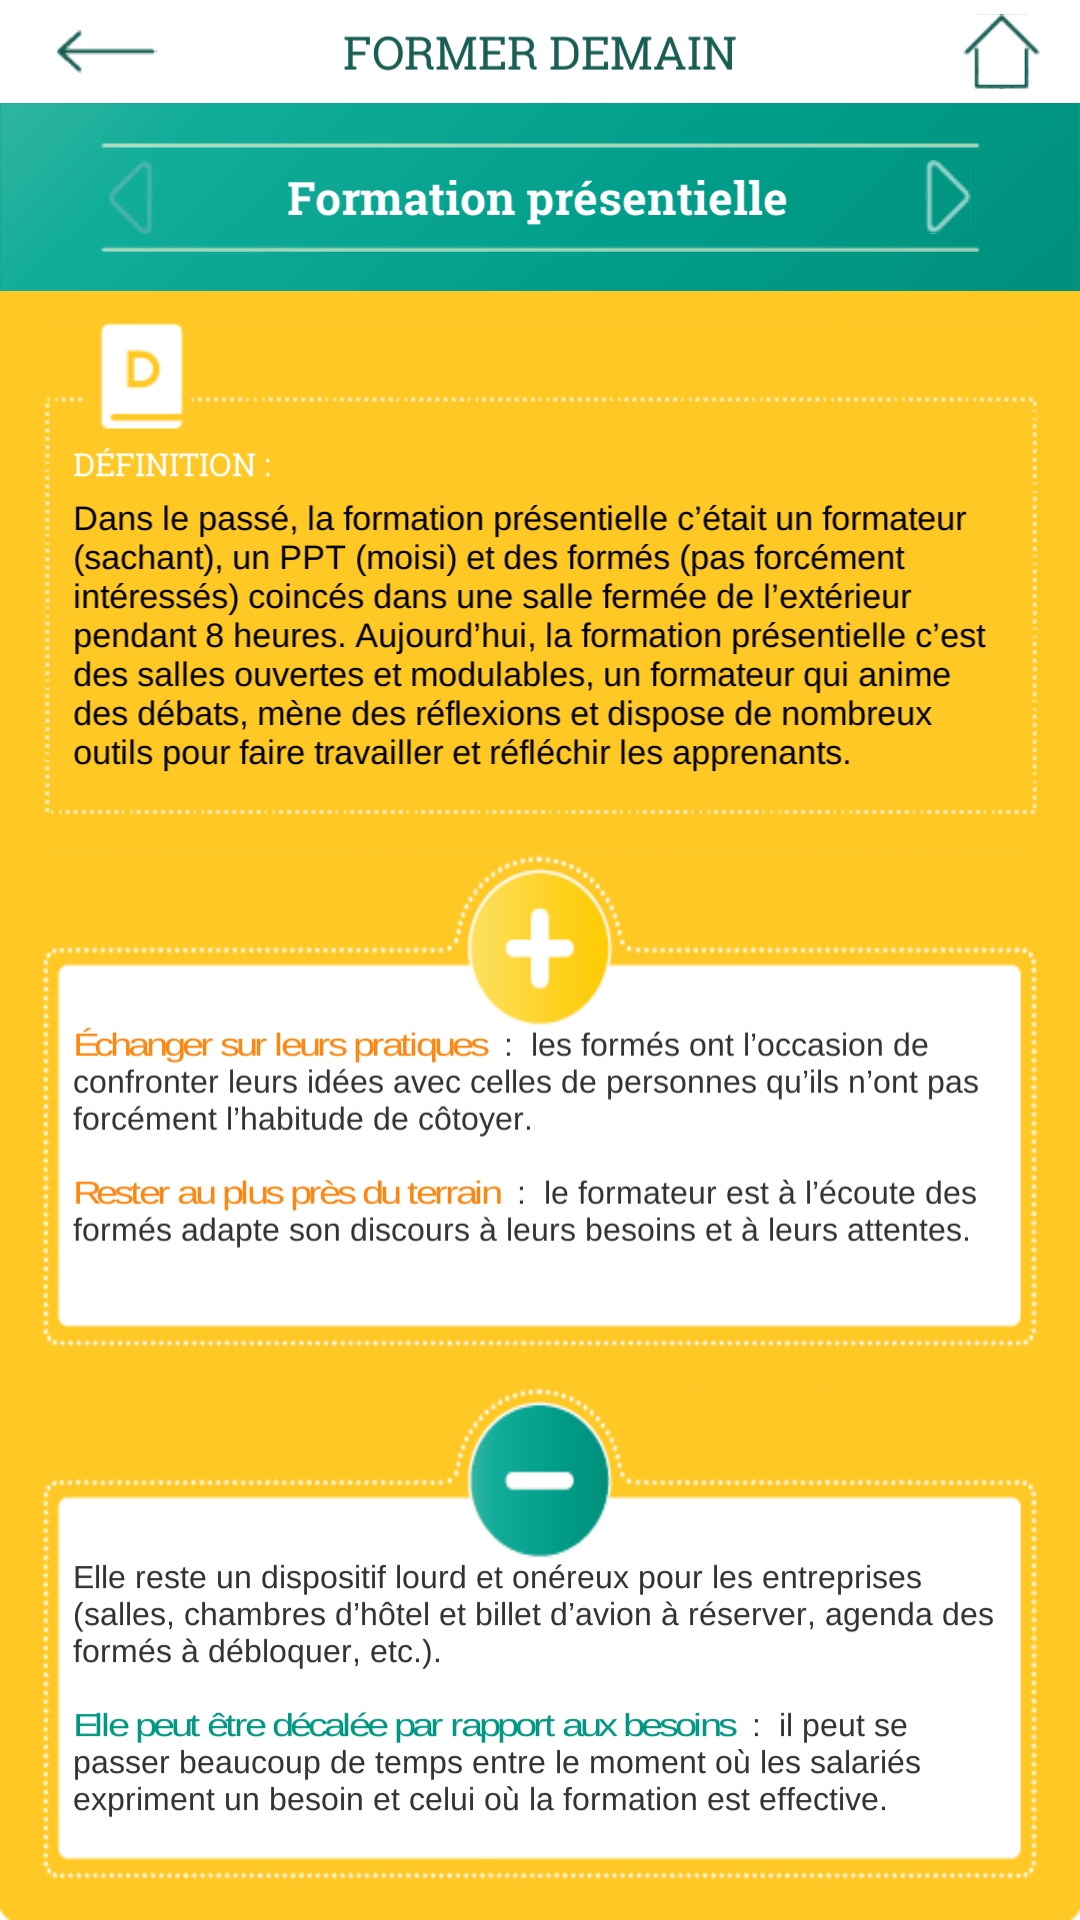 FORMER DEMAIN
Formation présentielle
D
DÉFINITION :
Dans le passé, la formation présentielle c’était un formateur
(sachant), un PPT (moisi) et des formés (pas forcément
intéressés) coincés dans une salle fermée de l’extérieur
pendant 8 heures. Aujourd’hui, la formation présentielle c’est
des salles ouvertes et modulables, un formateur qui anime
des débats, mène des réflexions et dispose de nombreux
outils pour faire travailler et réfléchir les apprenants.
Échanger sur leurs pratiques : les formés ont l’occasion de
confronter leurs idées avec celles de personnes qu’ils n’ont pas
forcément l’habitude de côtoyer.
Rester au plus près du terrain : le formateur est à l’écoute des
formés adapte son discours à leurs besoins et à leurs attentes.
Elle reste un dispositif lourd et onéreux pour les entreprises
(salles, chambres d’hôtel et billet d’avion à réserver, agenda des
formés à débloquer, etc.).
Elle peut être décalée par rapport aux besoins : il peut se
passer beaucoup de temps entre le moment où les salariés
expriment un besoin et celui où la formation est effective.